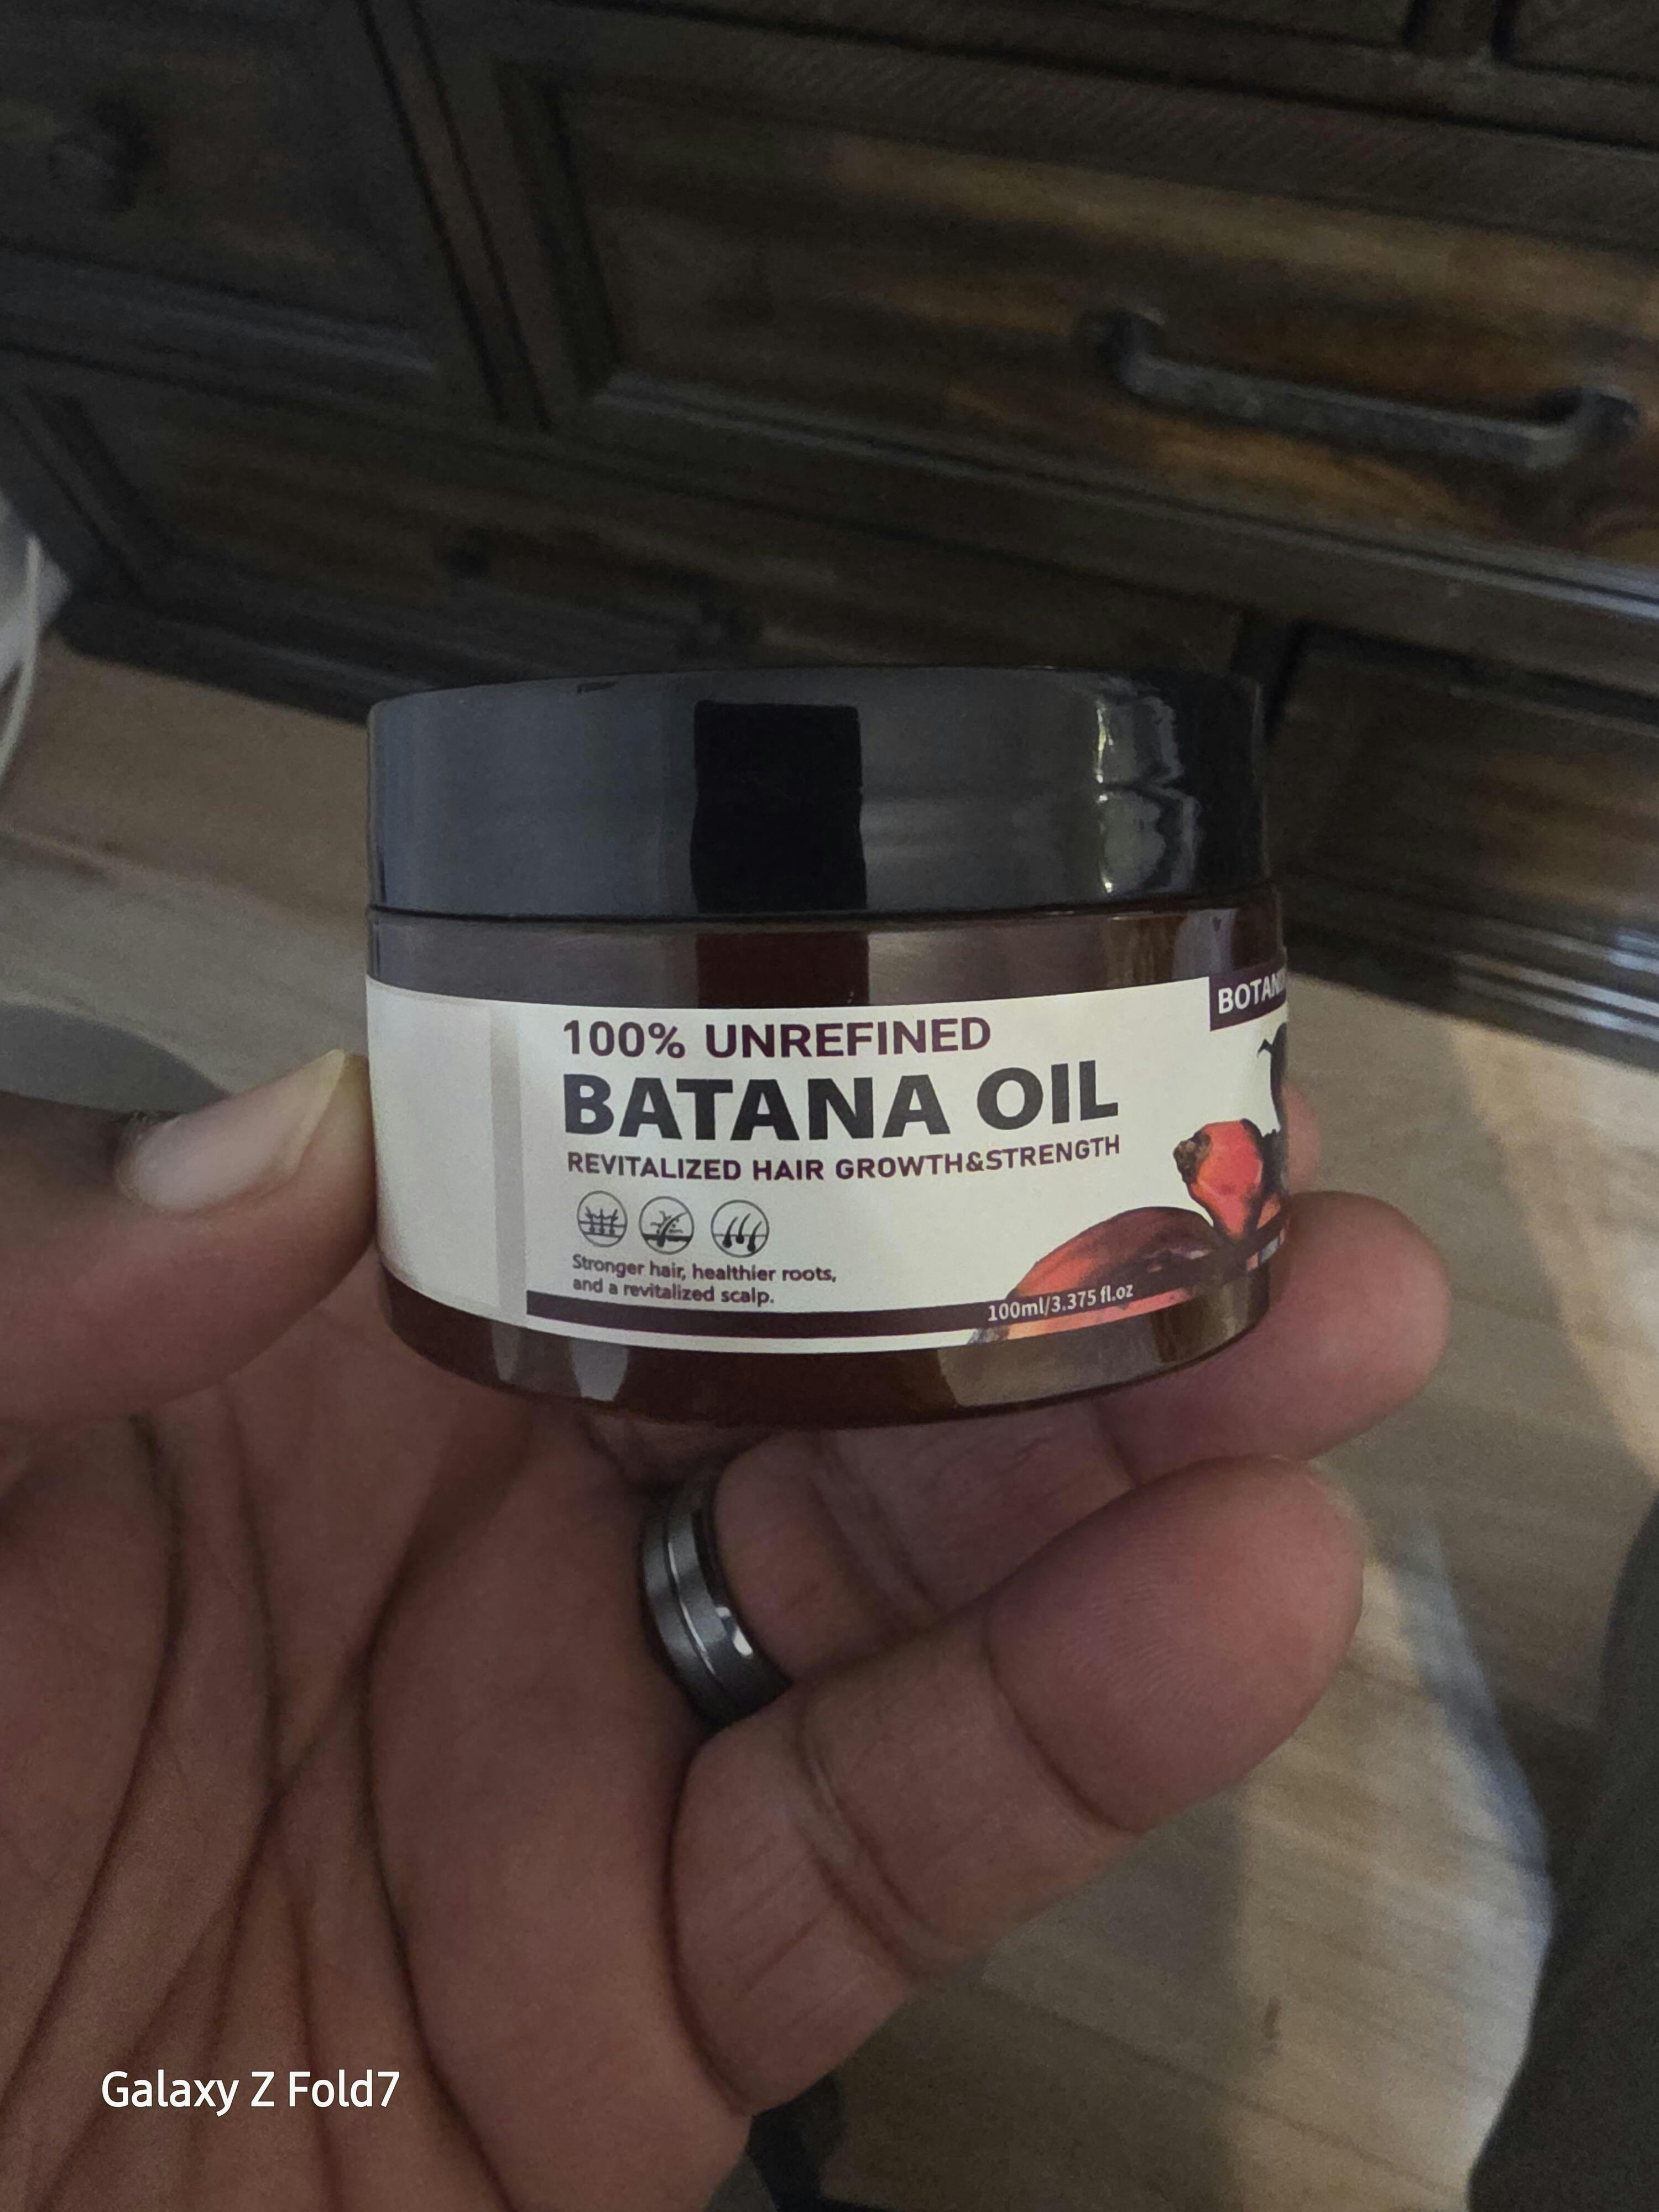 100% UNREFINED
BATANA OIL
REVITALIZED HAIR GROWTH&STRENGTH
Stronger hair, healthier roots,
and a revitalized scalp.
100ml/3.375 fl.oz
Galaxy Z Fold7